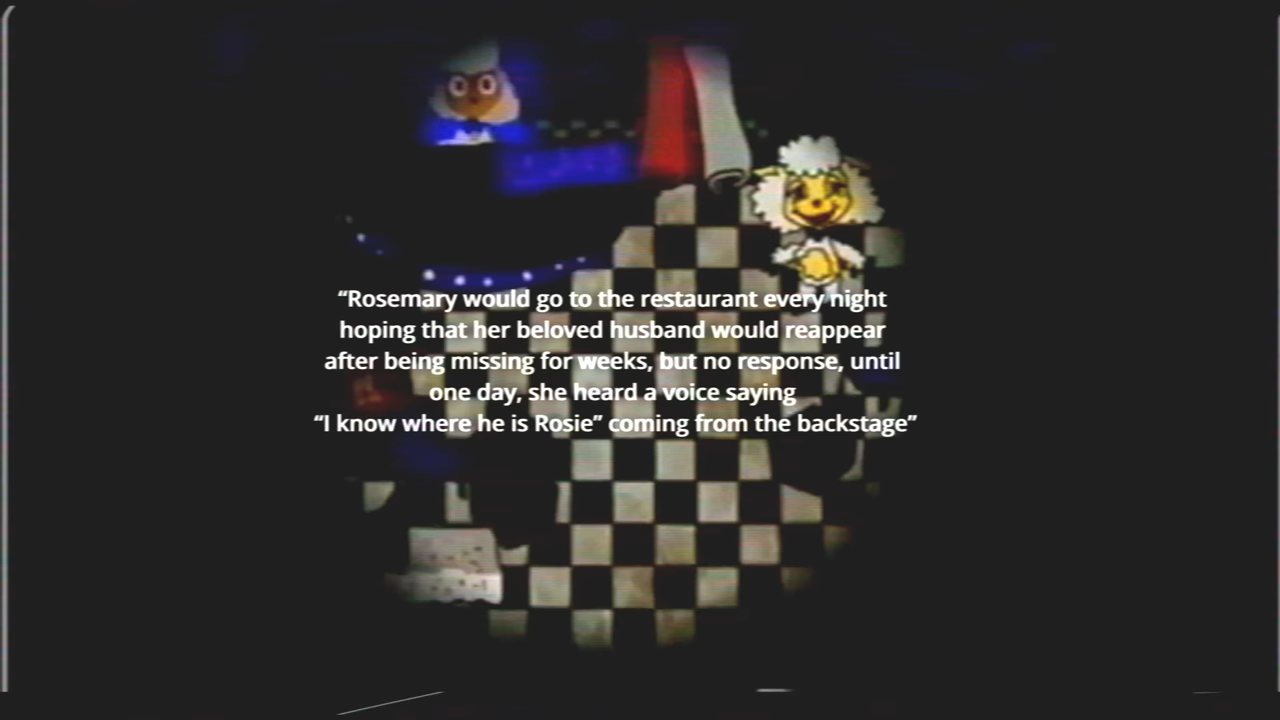 “Rosemary would go to the restaurant every night
hoping that her beloved husband would reappear
after being missing for weeks, but no response, until
one day, she heard a voice saying
“I know where he is Rosie” coming from the backstage”